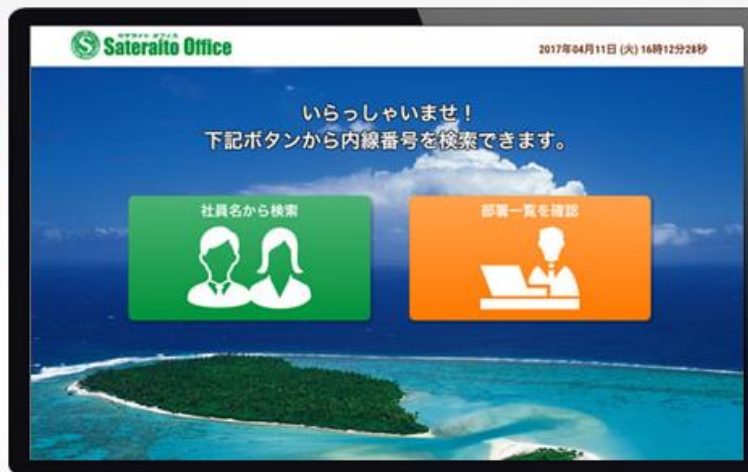 サテライト オフィス
Sateraito Office
2017年04月11日 (火) 16時12分28秒
いらっしゃいませ！
下記ボタンから内線番号を検索できます。
社員名から検索
部署一覧を確認